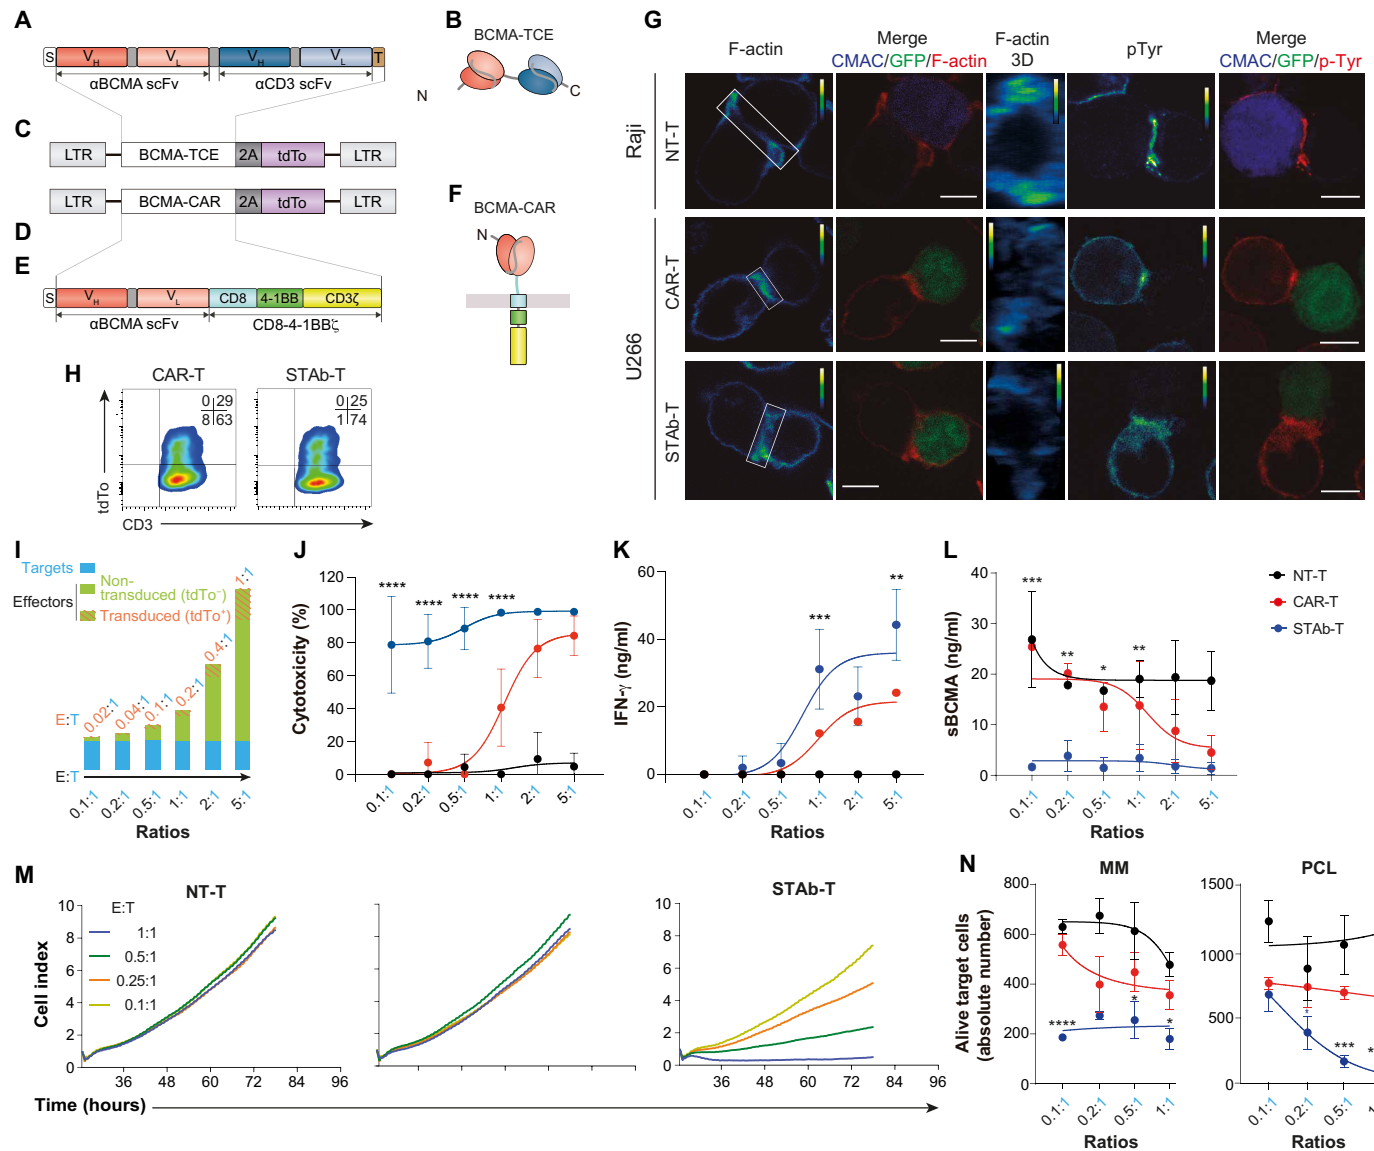 A
S
V_H
V_L
V_H
V_L
T
αBCMA scFv
αCD3 scFv
B
BCMA-TCE
N
C
C
LTR
BCMA-TCE
2A
tdTo
LTR
LTR
BCMA-CAR
2A
tdTo
LTR
D
E
S
V_H
V_L
CD8
4-1BB
CD3ζ
αBCMA scFv
CD8-4-1BBζ
F
BCMA-CAR
N
G
F-actin
Merge
CMAC/GFP/F-actin
F-actin
3D
pTyr
Merge
CMAC/GFP/p-Tyr
Raji
NT-T
U266
CAR-T
STAb-T
H
CAR-T
STAb-T
0 29
8 63
0 25
1 74
tdTo
CD3
I
Targets
Effectors
Non-
transduced (tdTo⁻)
Transduced (tdTo⁺)
E:T
0.02:1
0.04:1
0.1:1
0.2:1
0.4:1
1:1
E:T
0.1:1
0.2:1
0.5:1
1:1
2:1
5:1
Ratios
J
Cytotoxicity (%)
120
100
80
60
40
20
0
****
****
****
****
0.1:1
0.2:1
0.5:1
1:1
2:1
5:1
K
IFN-γ (ng/ml)
60
40
20
0
***
**
0.1:1
0.2:1
0.5:1
1:1
2:1
5:1
L
sBCMA (ng/ml)
40
30
20
10
0
***
**
*
**
0.1:1
0.2:1
0.5:1
1:1
2:1
5:1
Ratios
NT-T
CAR-T
STAb-T
M
NT-T
Cell index
10
8
6
4
2
0
E:T
1:1
0.5:1
0.25:1
0.1:1
36
48
60
72
84
96
STAb-T
10
8
6
4
2
0
36
48
60
72
84
96
Time (hours)
N
MM
Alive target cells
(absolute number)
800
600
400
200
0
****
*
*
0.1:1
0.2:1
0.5:1
1:1
Ratios
PCL
1500
1000
500
0
*
***
*
0.1:1
0.2:1
0.5:1
Ratios